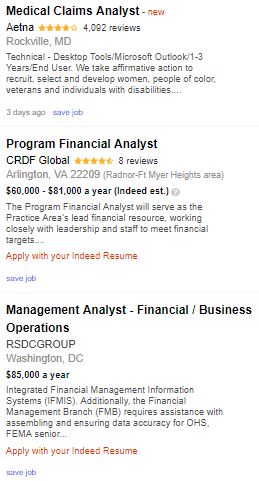 Medical Claims Analyst - new
Aetna 4,092 reviews
Rockville, MD
Technical - Desktop Tools/Microsoft Outlook/1-3
Years/End User. We take affirmative action to
recruit, select and develop women, people of color,
veterans and individuals with disabilities....
3 days ago save job
Program Financial Analyst
CRDF Global 8 reviews
Arlington, VA 22209 (Radnor-Ft Myer Heights area)
$60,000 - $81,000 a year (Indeed est.) ?
The Program Financial Analyst will serve as the
Practice Area's lead financial resource, working
closely with leadership and staff to meet financial
targets....
Apply with your Indeed Resume
save job
Management Analyst - Financial / Business
Operations
RSDCGROUP
Washington, DC
$85,000 a year
Integrated Financial Management Information
Systems (IFMIS). Additionally, the Financial
Management Branch (FMB) requires assistance with
assembling and ensuring data accuracy for OHS,
FEMA senior...
Apply with your Indeed Resume
save job